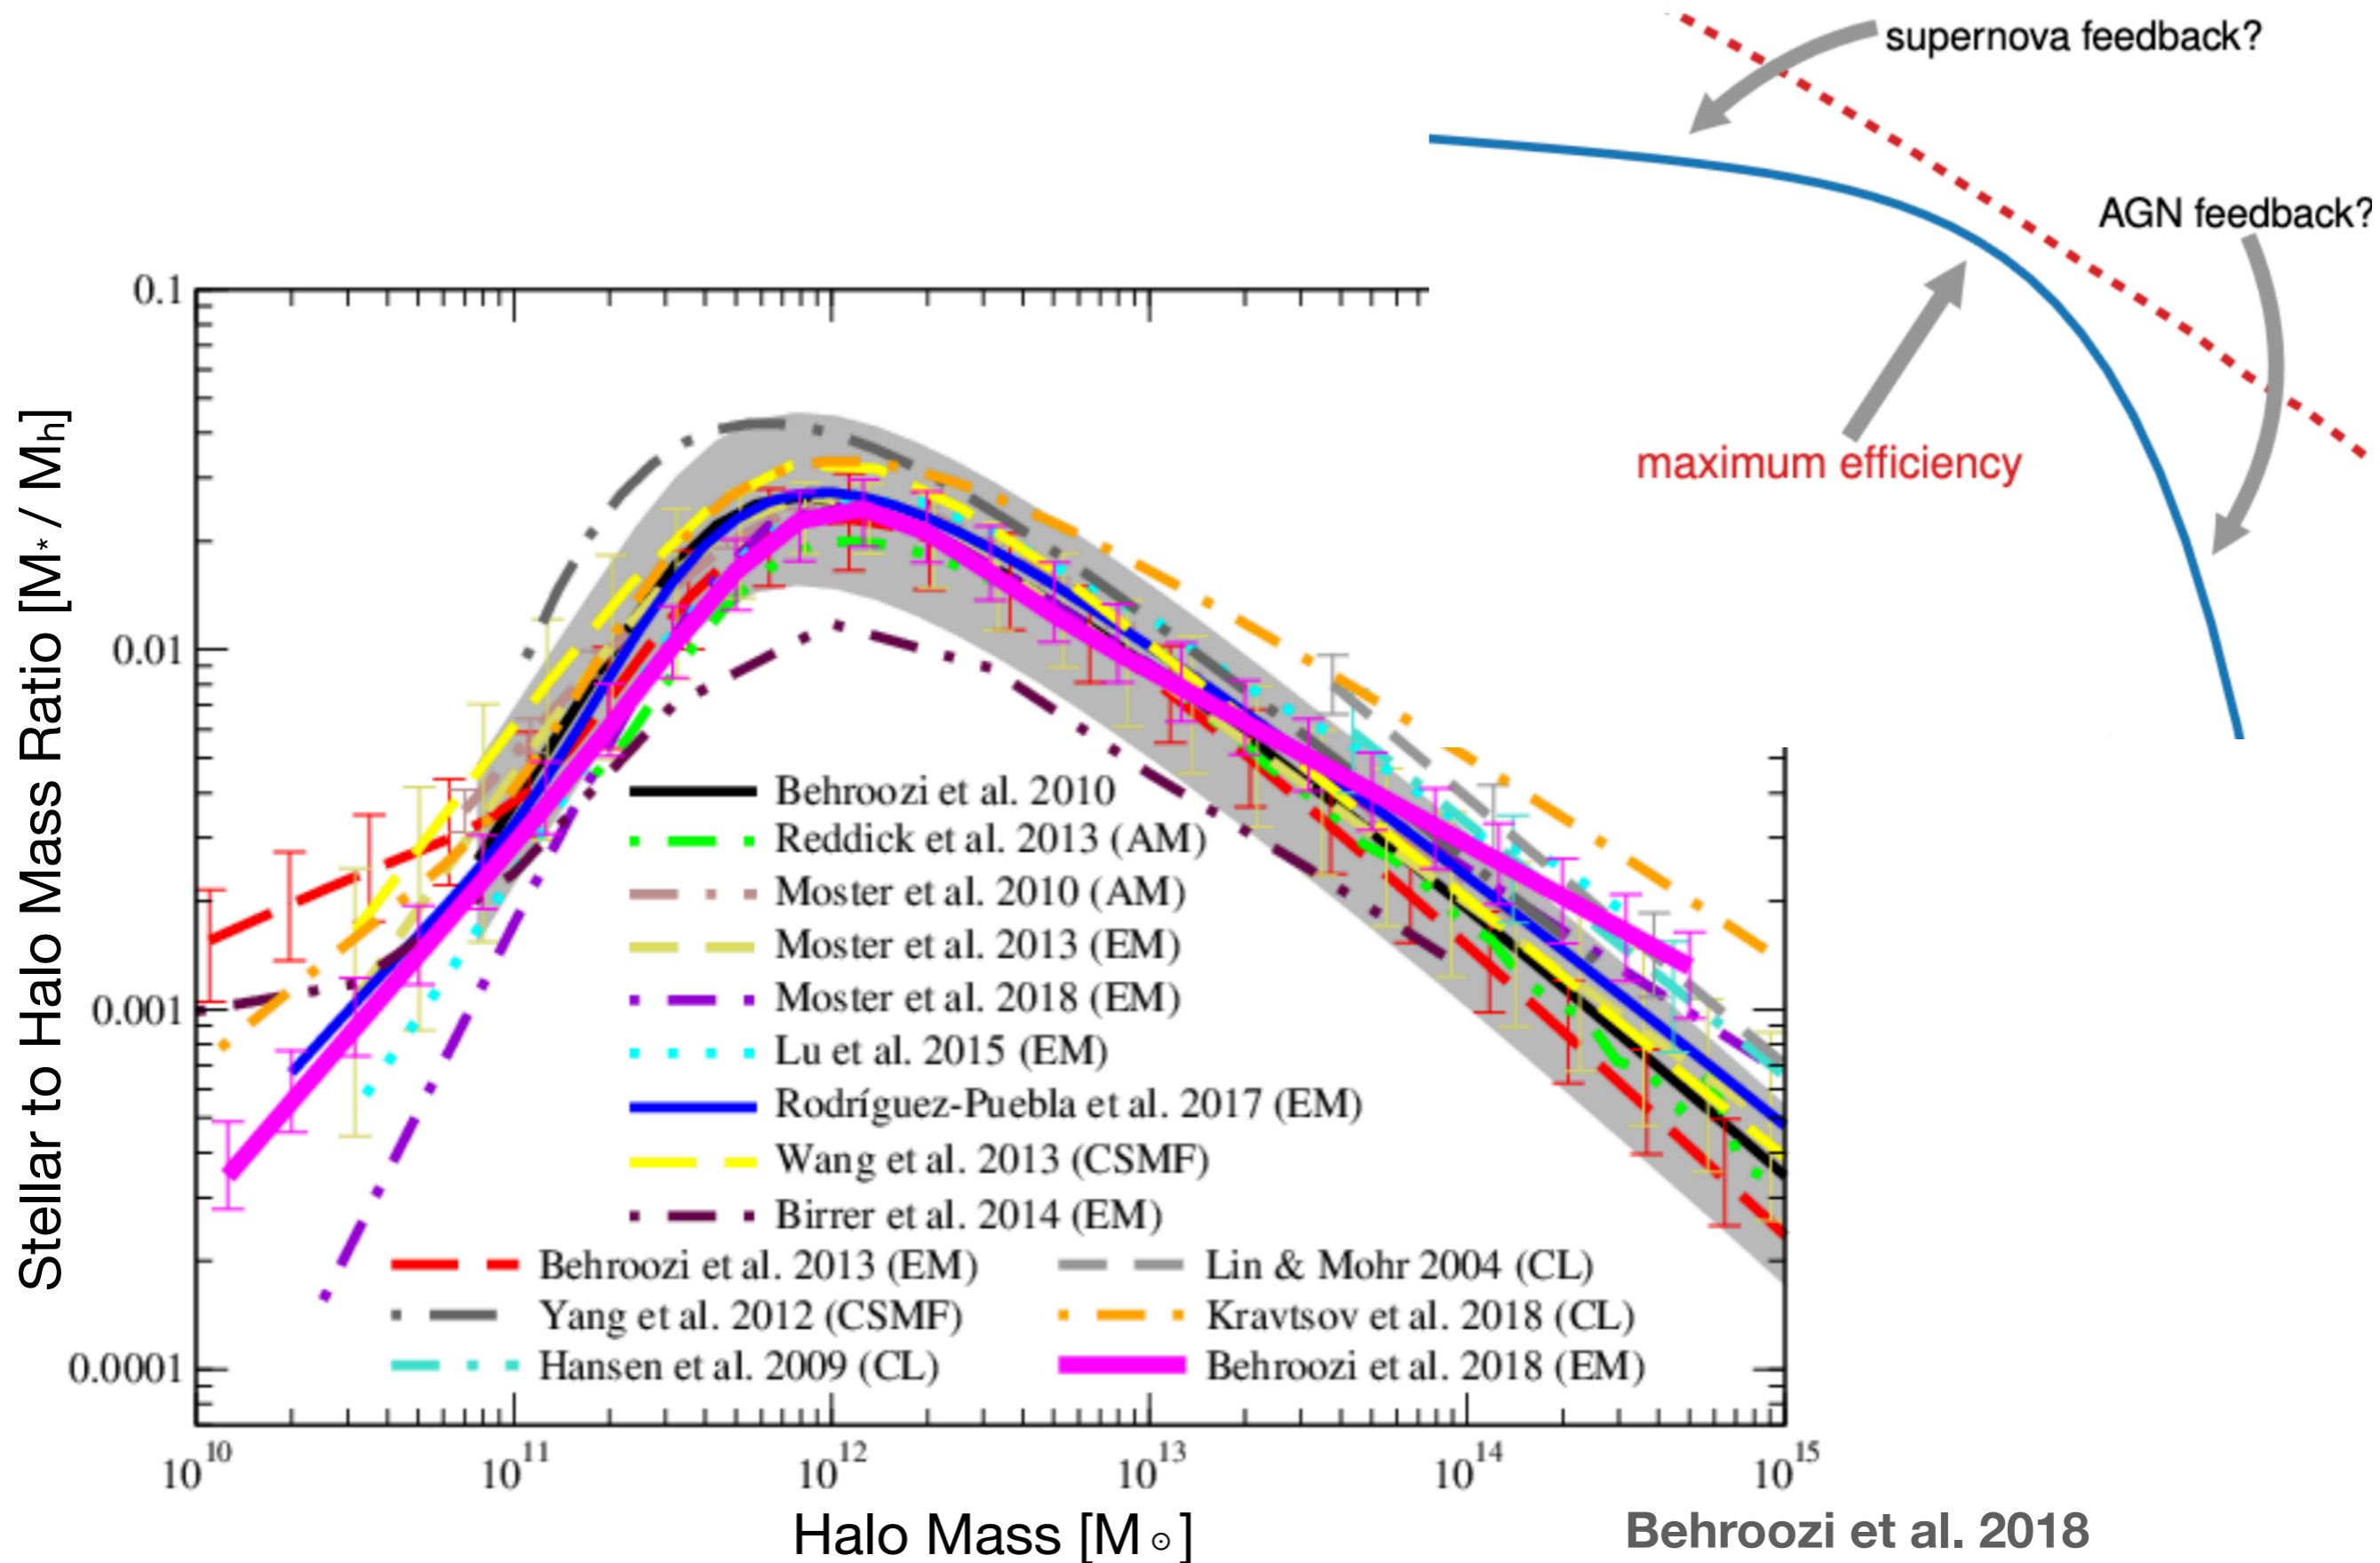 supernova feedback?
AGN feedback?
maximum efficiency
0.1
0.01
0.001
0.0001
Stellar to Halo Mass Ratio [M* / Mh]
Behroozi et al. 2010
Reddick et al. 2013 (AM)
Moster et al. 2010 (AM)
Moster et al. 2013 (EM)
Moster et al. 2018 (EM)
Lu et al. 2015 (EM)
Rodríguez-Puebla et al. 2017 (EM)
Wang et al. 2013 (CSMF)
Birrer et al. 2014 (EM)
Behroozi et al. 2013 (EM)
Yang et al. 2012 (CSMF)
Hansen et al. 2009 (CL)
Lin & Mohr 2004 (CL)
Kravtsov et al. 2018 (CL)
Behroozi et al. 2018 (EM)
10^10 10^11 10^12 10^13 10^14 10^15
Halo Mass [M⊙]
Behroozi et al. 2018